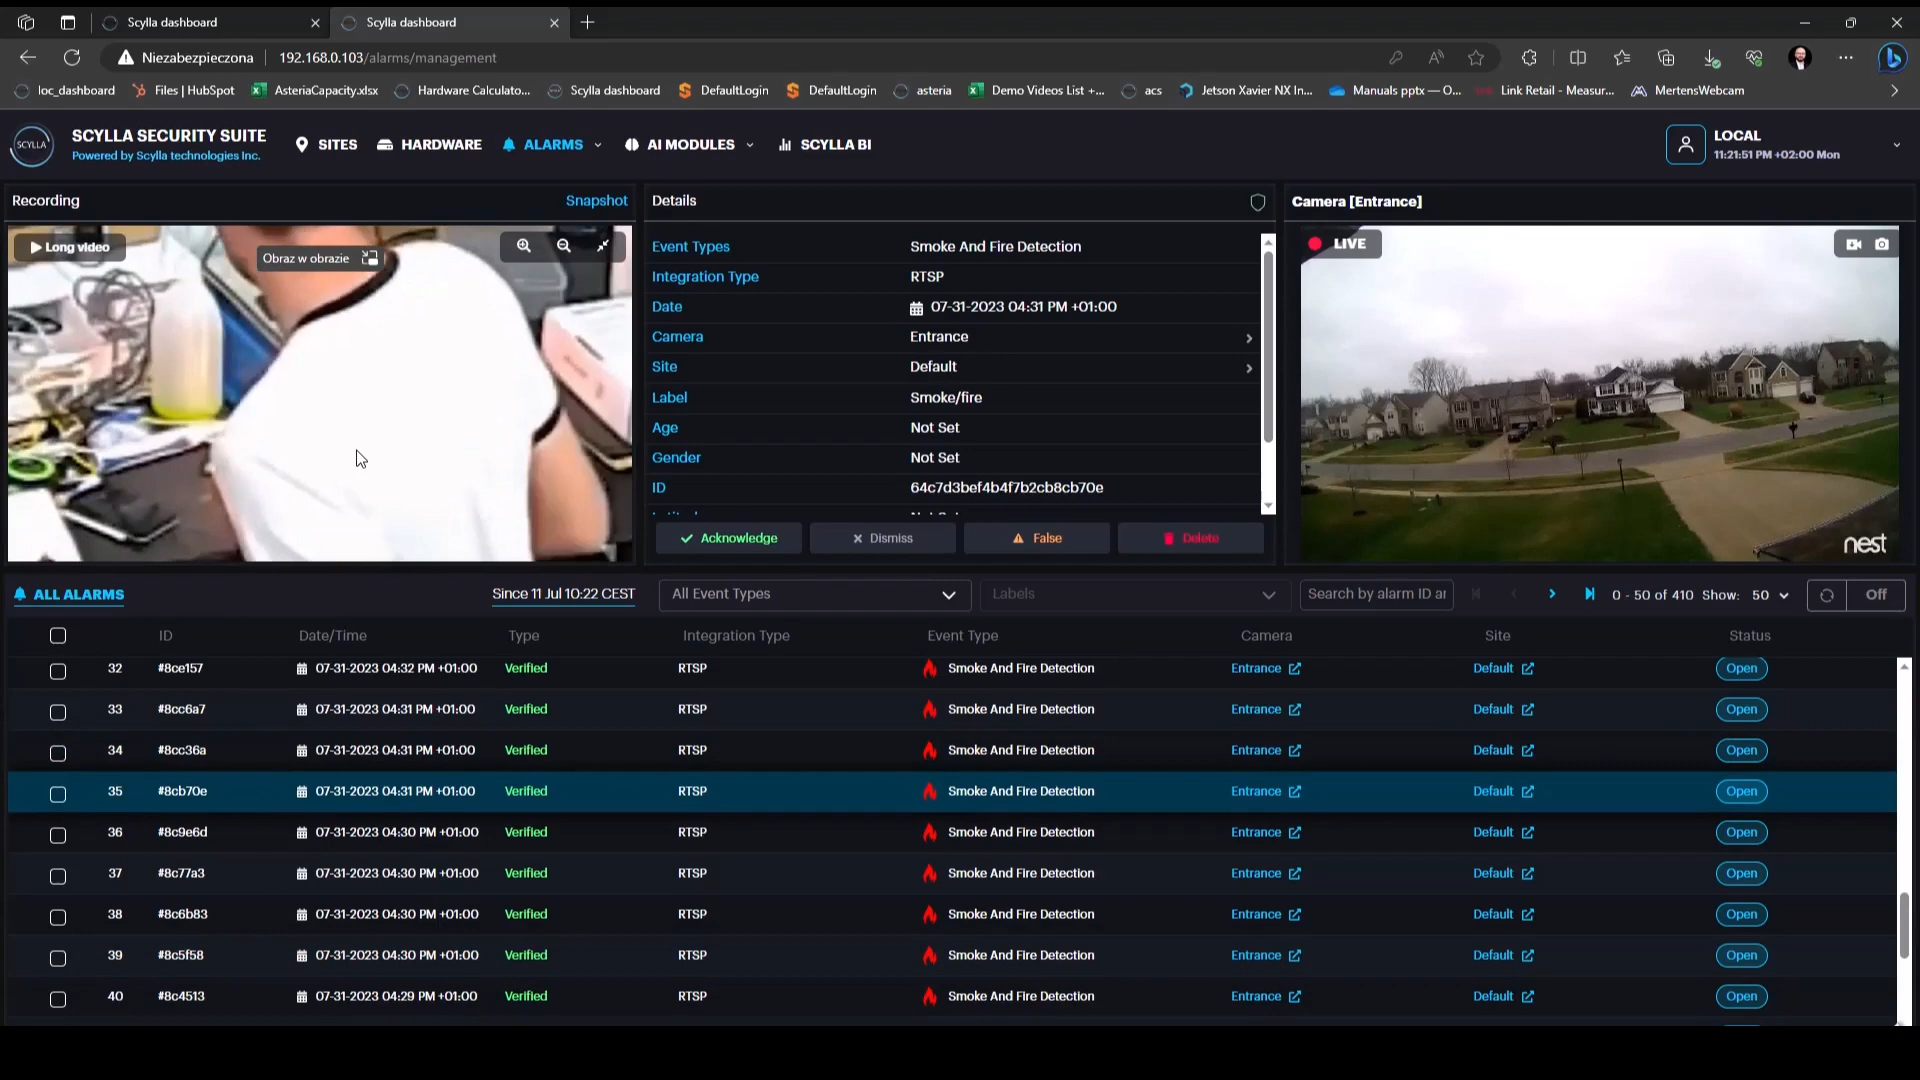 Scylla dashboard
Scylla dashboard
Niezabezpieczona
192.168.0.103/alarms/management
loc_dashboard
Files | HubSpot
AsteriaCapacity.xlsx
Hardware Calculato...
Scylla dashboard
DefaultLogin
DefaultLogin
asteria
Demo Videos List +...
acs
Jetson Xavier NX In...
Manuals pptx — O...
Link Retail - Measur...
MertensWebcam
SCYLLA
SCYLLA SECURITY SUITE
Powered by Scylla technologies Inc.
SITES
HARDWARE
ALARMS
AI MODULES
SCYLLA BI
LOCAL
11:21:51 PM +02:00 Mon
Recording
Snapshot
Long video
Obraz w obrazie
Details
Event Types Smoke And Fire Detection
Integration Type RTSP
Date 07-31-2023 04:31 PM +01:00
Camera Entrance
Site Default
Label Smoke/fire
Age Not Set
Gender Not Set
ID 64c7d3bef4b4f7b2cb8cb70e
Acknowledge
Dismiss
False
Delete
Camera [Entrance]
LIVE
nest
ALL ALARMS
Since 11 Jul 10:22 CEST
All Event Types
Labels
Search by alarm ID ar
0 - 50 of 410 Show: 50
Off
ID Date/Time Type Integration Type Event Type Camera Site Status
32 #8ce157 07-31-2023 04:32 PM +01:00 Verified RTSP Smoke And Fire Detection Entrance Default Open
33 #8cc6a7 07-31-2023 04:31 PM +01:00 Verified RTSP Smoke And Fire Detection Entrance Default Open
34 #8cc36a 07-31-2023 04:31 PM +01:00 Verified RTSP Smoke And Fire Detection Entrance Default Open
35 #8cb70e 07-31-2023 04:31 PM +01:00 Verified RTSP Smoke And Fire Detection Entrance Default Open
36 #8c9e6d 07-31-2023 04:30 PM +01:00 Verified RTSP Smoke And Fire Detection Entrance Default Open
37 #8c77a3 07-31-2023 04:30 PM +01:00 Verified RTSP Smoke And Fire Detection Entrance Default Open
38 #8c6b83 07-31-2023 04:30 PM +01:00 Verified RTSP Smoke And Fire Detection Entrance Default Open
39 #8c5f58 07-31-2023 04:30 PM +01:00 Verified RTSP Smoke And Fire Detection Entrance Default Open
40 #8c4513 07-31-2023 04:29 PM +01:00 Verified RTSP Smoke And Fire Detection Entrance Default Open